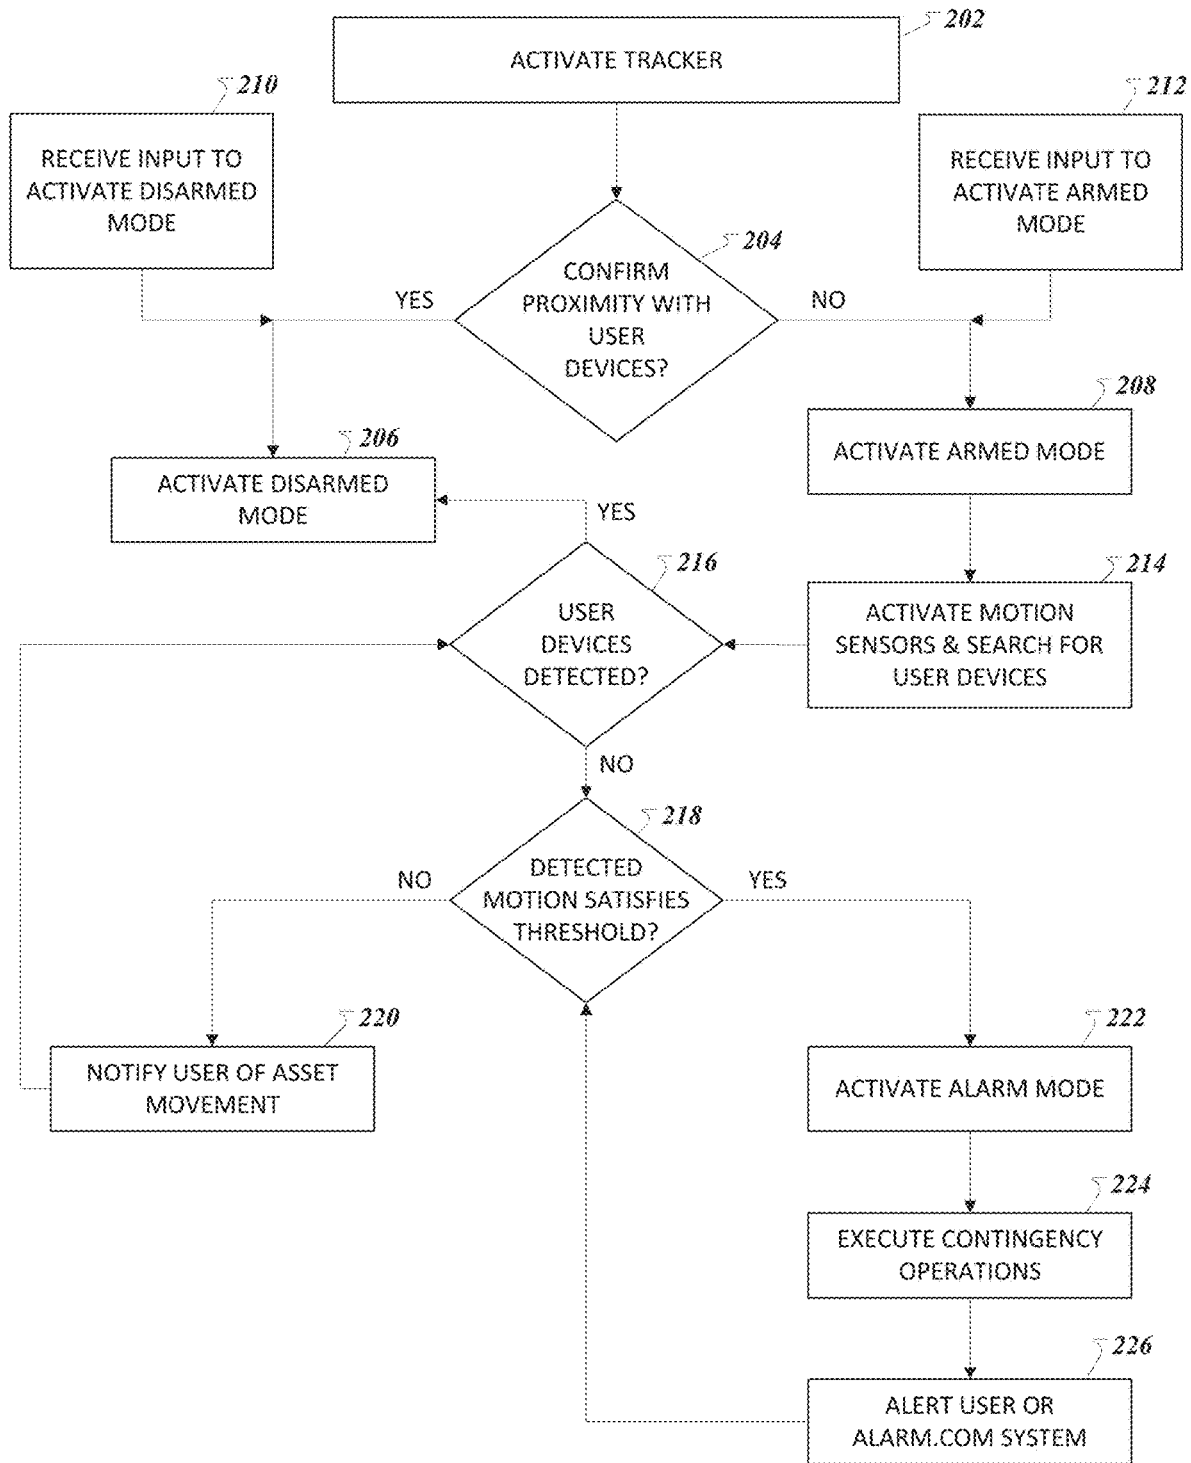 202
ACTIVATE TRACKER
210
RECEIVE INPUT TO
ACTIVATE DISARMED
MODE
212
RECEIVE INPUT TO
ACTIVATE ARMED
MODE
204
CONFIRM
PROXIMITY WITH
USER
DEVICES?
YES
NO
208
ACTIVATE ARMED MODE
206
ACTIVATE DISARMED
MODE
YES
216
USER
DEVICES
DETECTED?
214
ACTIVATE MOTION
SENSORS & SEARCH FOR
USER DEVICES
NO
218
DETECTED
MOTION SATISFIES
THRESHOLD?
NO
YES
220
NOTIFY USER OF ASSET
MOVEMENT
222
ACTIVATE ALARM MODE
224
EXECUTE CONTINGENCY
OPERATIONS
226
ALERT USER OR
ALARM.COM SYSTEM